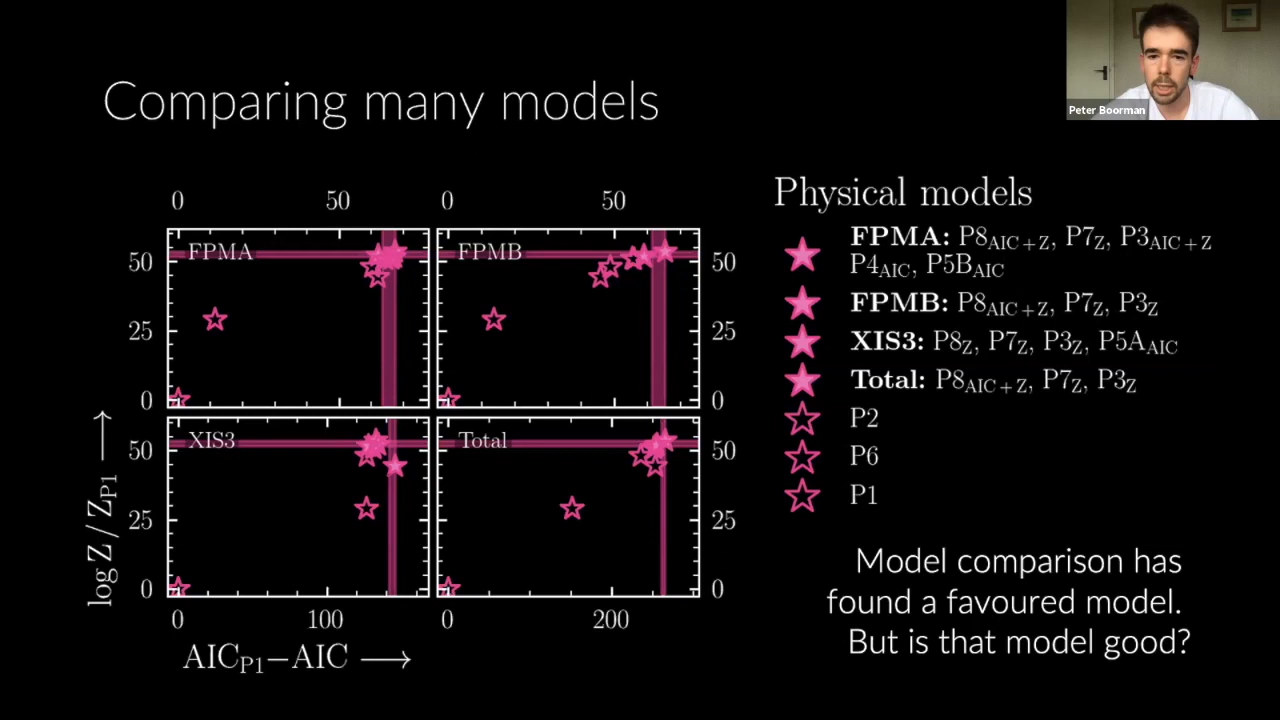 Peter Boorman
Comparing many models
0 50 0 50
FPMA FPMB
50 50
25 25
0 0
XIS3 Total
50 50
25 25
0 0
0 100 0 200
log Z / Z_P1 ⟶
AIC_P1−AIC ⟶
Physical models
FPMA: P8_AIC+Z, P7_Z, P3_AIC+Z
P4_AIC, P5B_AIC
FPMB: P8_AIC+Z, P7_Z, P3_Z
XIS3: P8_Z, P7_Z, P3_Z, P5A_AIC
Total: P8_AIC+Z, P7_Z, P3_Z
P2
P6
P1
Model comparison has
found a favoured model.
But is that model good?